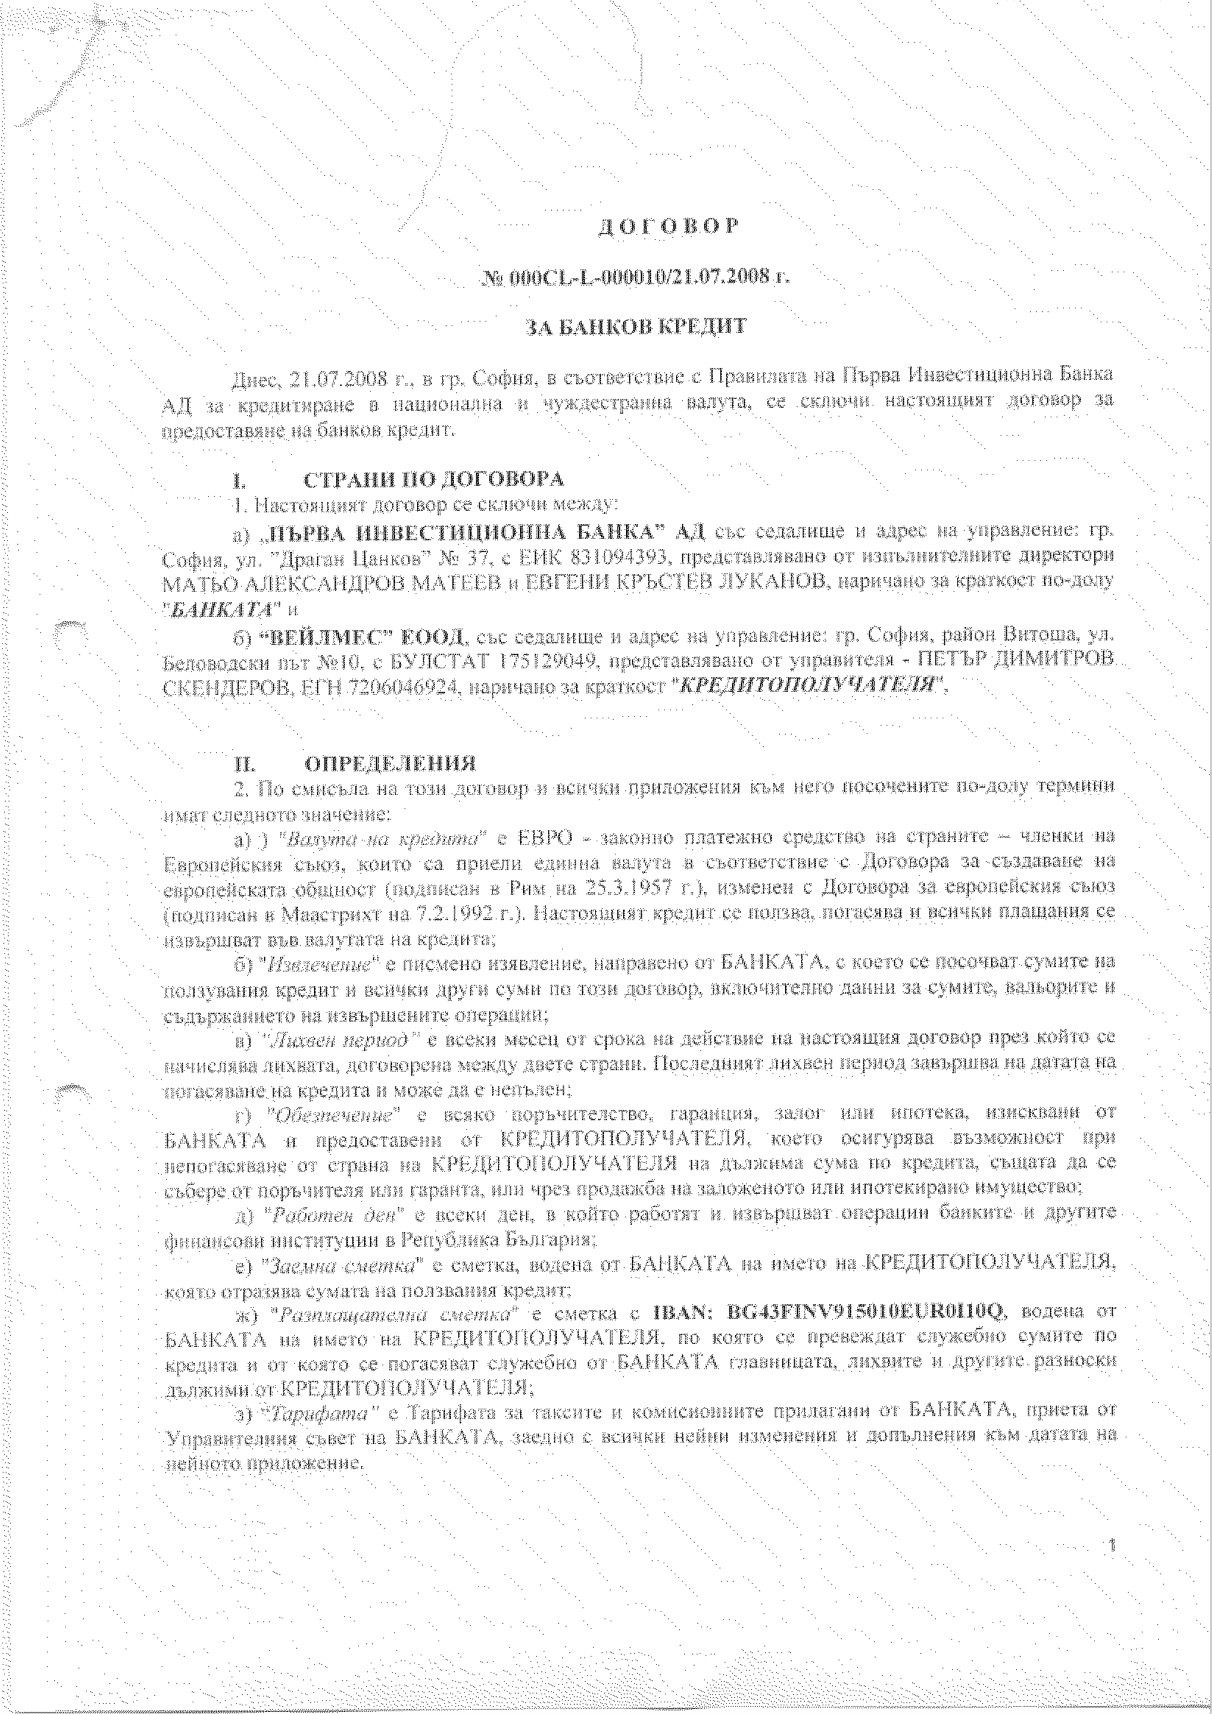 Д О Г О В О Р
№ 000CL-L-000010/21.07.2008 г.
ЗА БАНКОВ КРЕДИТ
Днес, 21.07.2008 г., в гр. София, в съответствие с Правилата на Първа Инвестиционна Банка
АД за кредитиране в национална и чуждестранна валута, се сключи настоящият договор за
предоставяне на банков кредит.
I. СТРАНИ ПО ДОГОВОРА
1. Настоящият договор се сключи между:
а) „ПЪРВА ИНВЕСТИЦИОННА БАНКА” АД със седалище и адрес на управление: гр.
София, ул. ”Драган Цанков” № 37, с ЕИК 831094393, представлявано от изпълнителните директори
МАТЬО АЛЕКСАНДРОВ МАТЕЕВ и ЕВГЕНИ КРЪСТЕВ ЛУКАНОВ, наричано за краткост по-долу
"БАНКАТА" и
б) “ВЕЙЛМЕС” ЕООД, със седалище и адрес на управление: гр. София, район Витоша, ул.
Беловодски път №10, с БУЛСТАТ 175129049, представлявано от управителя - ПЕТЪР ДИМИТРОВ
СКЕНДЕРОВ, ЕГН 7206046924, наричано за краткост "КРЕДИТОПОЛУЧАТЕЛЯ",
II. ОПРЕДЕЛЕНИЯ
2. По смисъла на този договор и всички приложения към него посочените по-долу термини
имат следното значение:
а) ) "Валута на кредита" е ЕВРО - законно платежно средство на страните – членки на
Европейския съюз, които са приели единна валута в съответствие с Договора за създаване на
европейската общност (подписан в Рим на 25.3.1957 г.), изменен с Договора за европейския съюз
(подписан в Маастрихт на 7.2.1992 г.). Настоящият кредит се ползва, погасява и всички плащания се
извършват във валутата на кредита;
б) "Извлечение" е писмено изявление, направено от БАНКАТА, с което се посочват сумите на
ползувания кредит и всички други суми по този договор, включително данни за сумите, вальорите и
съдържанието на извършените операции;
в) "Лихвен период" е всеки месец от срока на действие на настоящия договор през който се
начислява лихвата, договорена между двете страни. Последният лихвен период завършва на датата на
погасяване на кредита и може да е непълен;
г) "Обезпечение" е всяко поръчителство, гаранция, залог или ипотека, изисквани от
БАНКАТА и предоставени от КРЕДИТОПОЛУЧАТЕЛЯ, което осигурява възможност при
непогасяване от страна на КРЕДИТОПОЛУЧАТЕЛЯ на дължима сума по кредита, същата да се
събере от поръчителя или гаранта, или чрез продажба на заложеното или ипотекирано имущество;
д) "Работен ден" е всеки ден, в който работят и извършват операции банките и другите
финансови институции в Република България;
е) "Заемна сметка" е сметка, водена от БАНКАТА на името на КРЕДИТОПОЛУЧАТЕЛЯ,
която отразява сумата на ползвания кредит;
ж) "Разплащателна сметка" е сметка с IBAN: BG43FINV915010EUR0I10Q, водена от
БАНКАТА на името на КРЕДИТОПОЛУЧАТЕЛЯ, по която се превеждат служебно сумите по
кредита и от която се погасяват служебно от БАНКАТА главницата, лихвите и другите разноски
дължими от КРЕДИТОПОЛУЧАТЕЛЯ;
з) “Тарифата” е Тарифата за таксите и комисионните прилагани от БАНКАТА, приета от
Управителния съвет на БАНКАТА, заедно с всички нейни изменения и допълнения към датата на
нейното приложение.
1